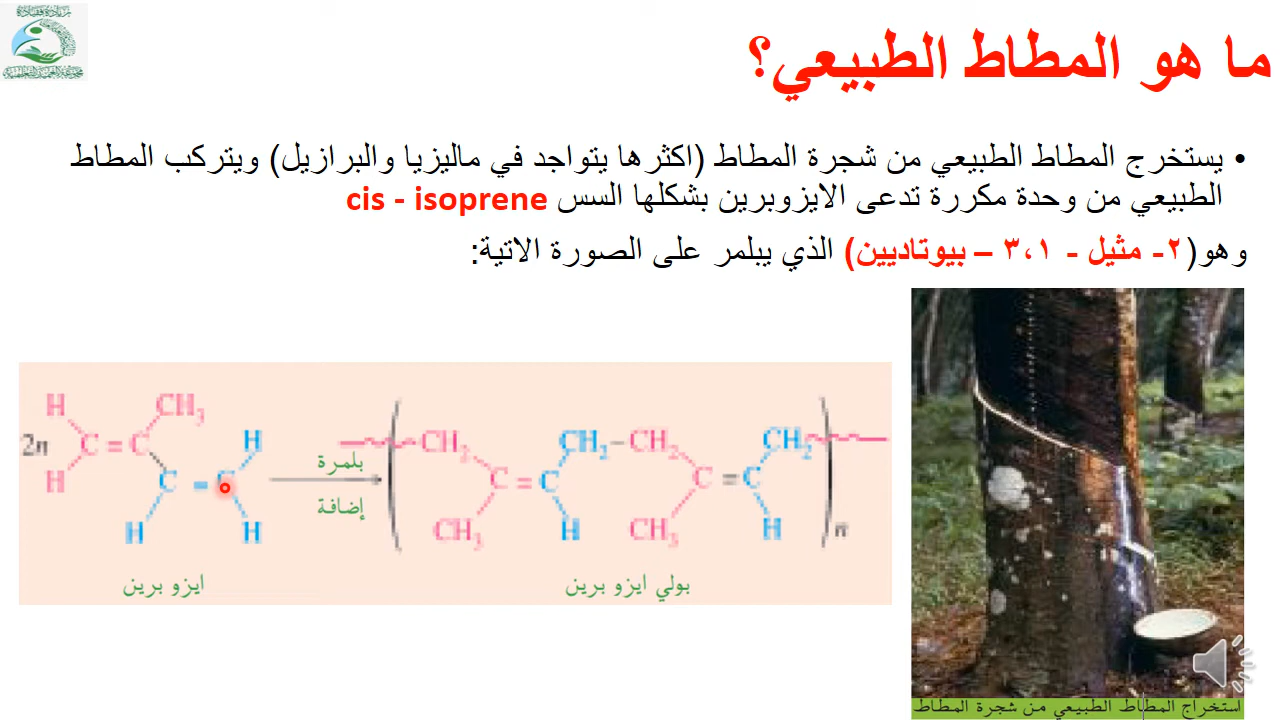 ما هو المطاط الطبيعي؟
• يستخرج المطاط الطبيعي من شجرة المطاط (اكثرها يتواجد في ماليزيا والبرازيل) ويتركب المطاط
الطبيعي من وحدة مكررة تدعى الايزوبرين بشكلها السس cis - isoprene
وهو(٢- مثيل - ٣،١ – بيوتاديين) الذي يبلمر على الصورة الاتية:
H CH3
2n C = C H
H C = C
H H
ايزو برين
بلمرة
إضافة
CH2 CH2 – CH2 CH2
C = C C = C
CH3 H CH3 H
n
بولي ايزو برين
استخراج المطاط الطبيعي من شجرة المطاط